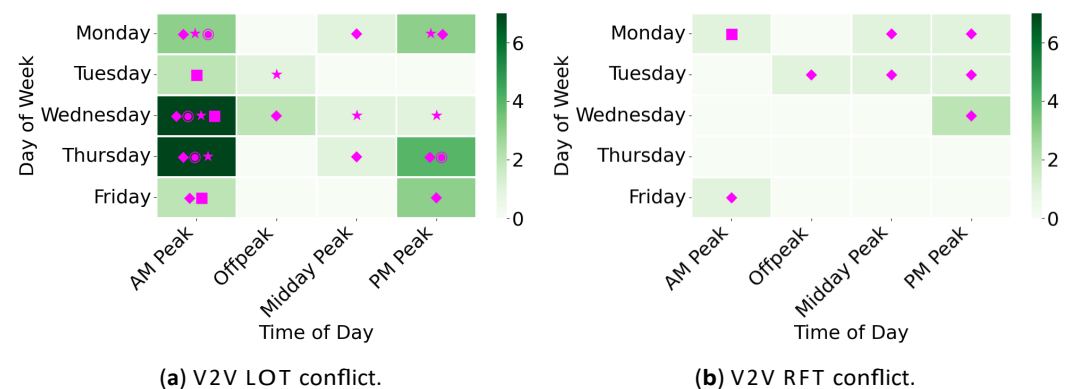 Day of Week
Monday
Tuesday
Wednesday
Thursday
Friday
AM Peak
Offpeak
Midday Peak
PM Peak
Time of Day
6
4
2
0
(a) V2V LOT conflict.
Day of Week
Monday
Tuesday
Wednesday
Thursday
Friday
AM Peak
Offpeak
Midday Peak
PM Peak
Time of Day
6
4
2
0
(b) V2V RFT conflict.